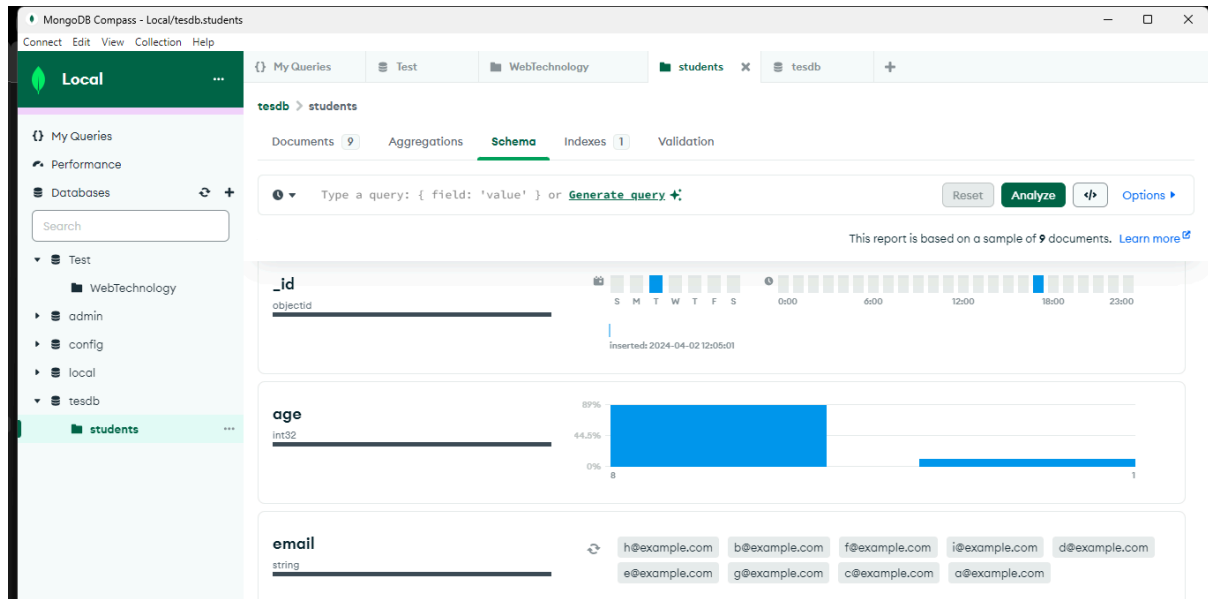 MongoDB Compass - Local/tesdb.students
Connect Edit View Collection Help
Local ...
{} My Queries Test WebTechnology students tesdb
tesdb > students
{} My Queries
Performance
Databases
Search
Test
WebTechnology
admin
config
local
tesdb
students ...
Documents 9 Aggregations Schema Indexes 1 Validation
Type a query: { field: 'value' } or Generate query
Reset Analyze </> Options
This report is based on a sample of 9 documents. Learn more
_id
objectid
S M T W T F S 0:00 6:00 12:00 18:00 23:00
inserted: 2024-04-02 12:05:01
age
int32
89%
44.5%
0%
8 1
email
string
h@example.com b@example.com f@example.com i@example.com d@example.com
e@example.com g@example.com c@example.com a@example.com